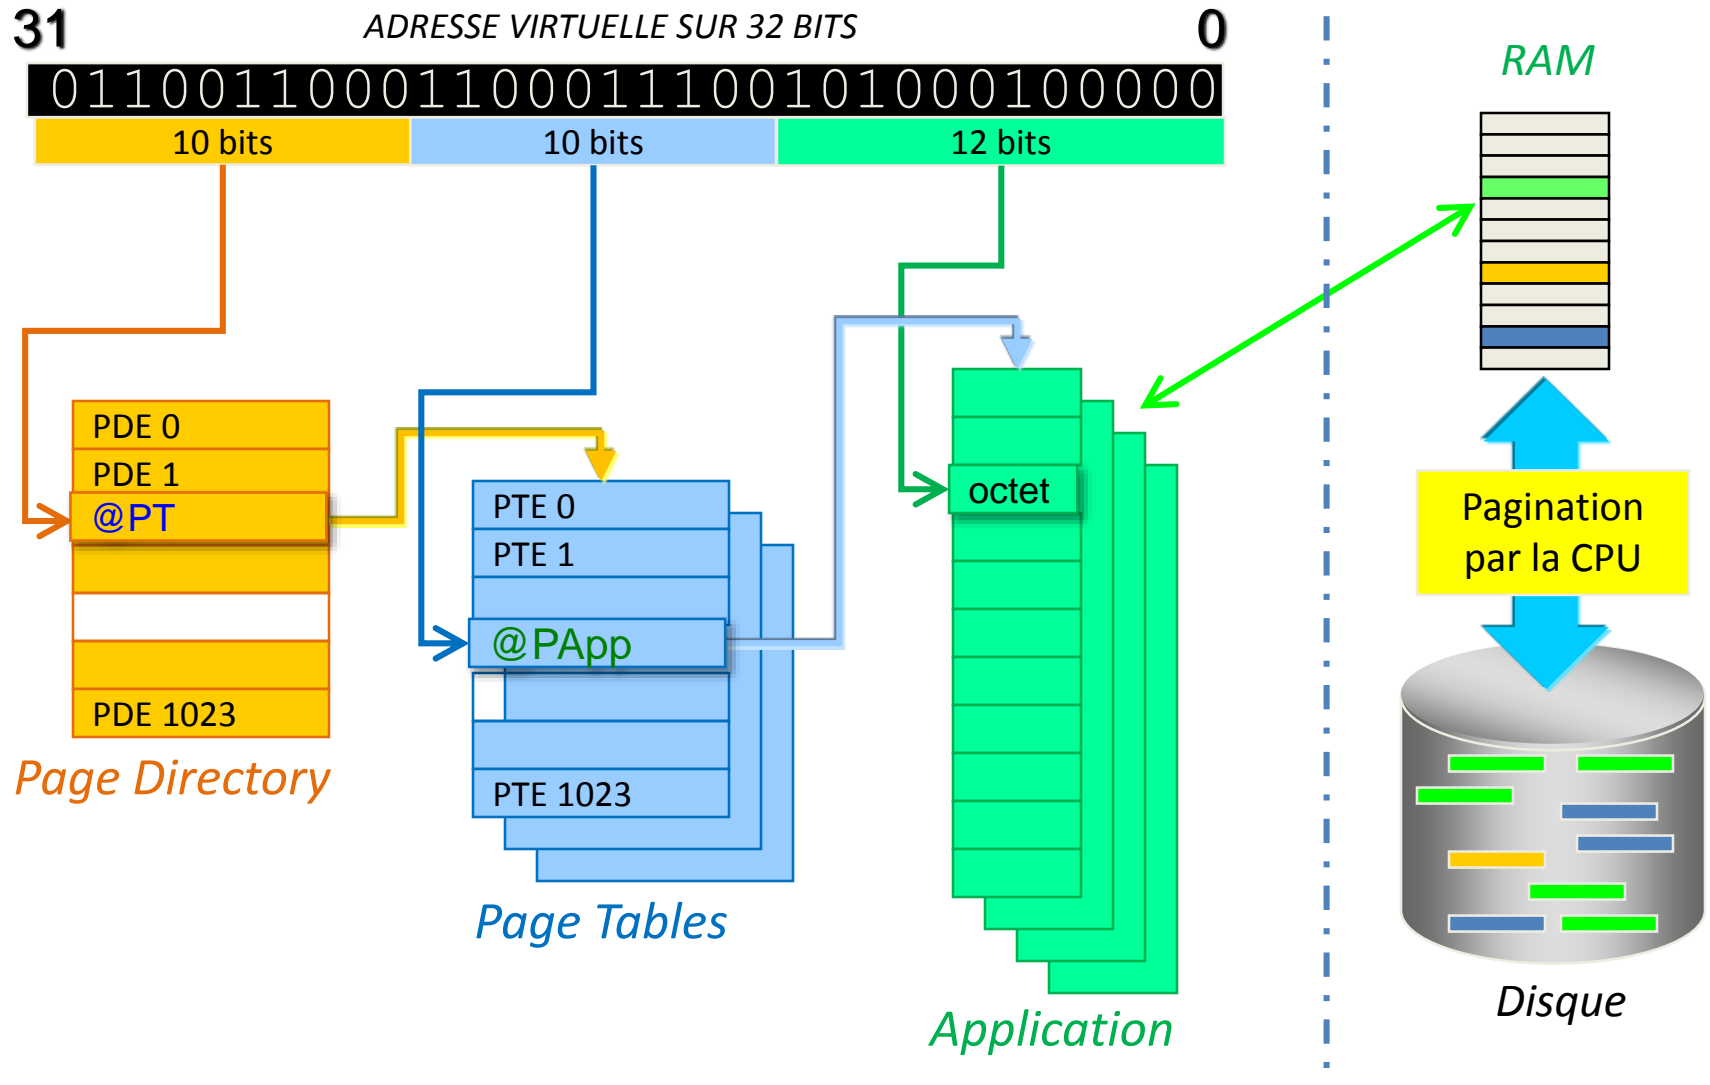 31
ADRESSE VIRTUELLE SUR 32 BITS
0
01100110001100011100101000100000
10 bits
10 bits
12 bits
RAM
PDE 0
PDE 1
@PT
PDE 1023
Page Directory
PTE 0
PTE 1
@PApp
PTE 1023
Page Tables
octet
Application
Pagination
par la CPU
Disque